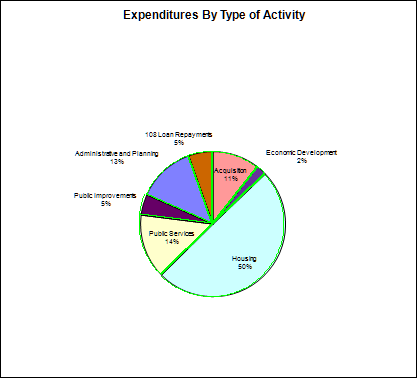 Expenditures By Type of Activity
108 Loan Repayments
5%
Administrative and Planning
13%
Economic Development
2%
Acquisition
11%
Public Improvements
5%
Public Services
14%
Housing
50%